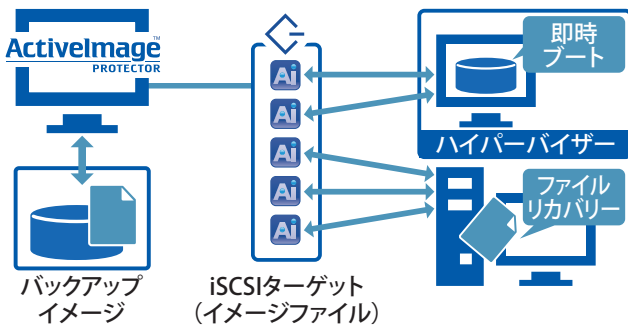 ActiveImage™
PROTECTOR
バックアップ
イメージ
Ai
Ai
Ai
Ai
Ai
iSCSIターゲット
（イメージファイル）
即時
ブート
ハイパーバイザー
ファイル
リカバリー